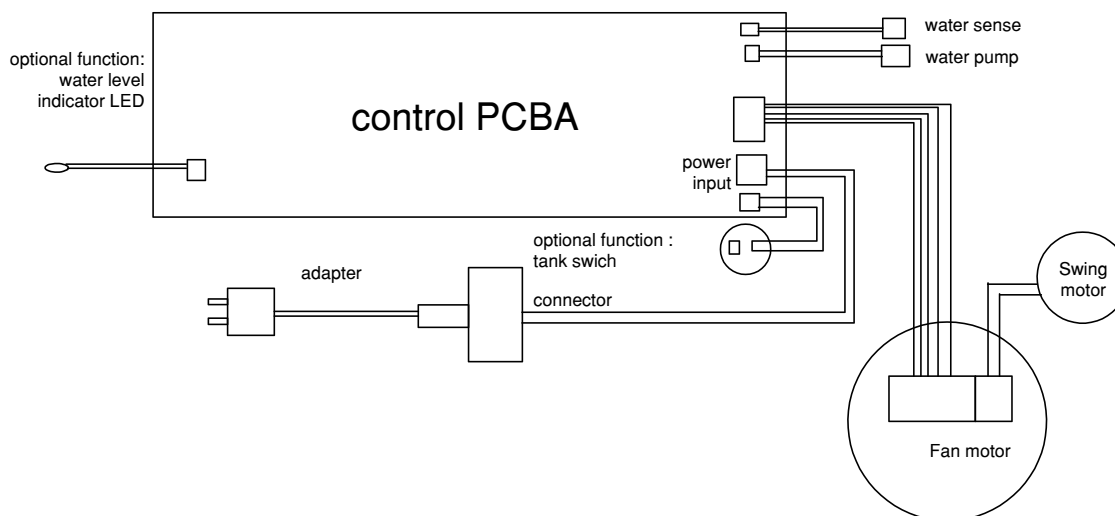 water sense
optional function:
water level
indicator LED
water pump
control PCBA
power
input
optional function :
tank swich
adapter
connector
Swing
motor
Fan motor